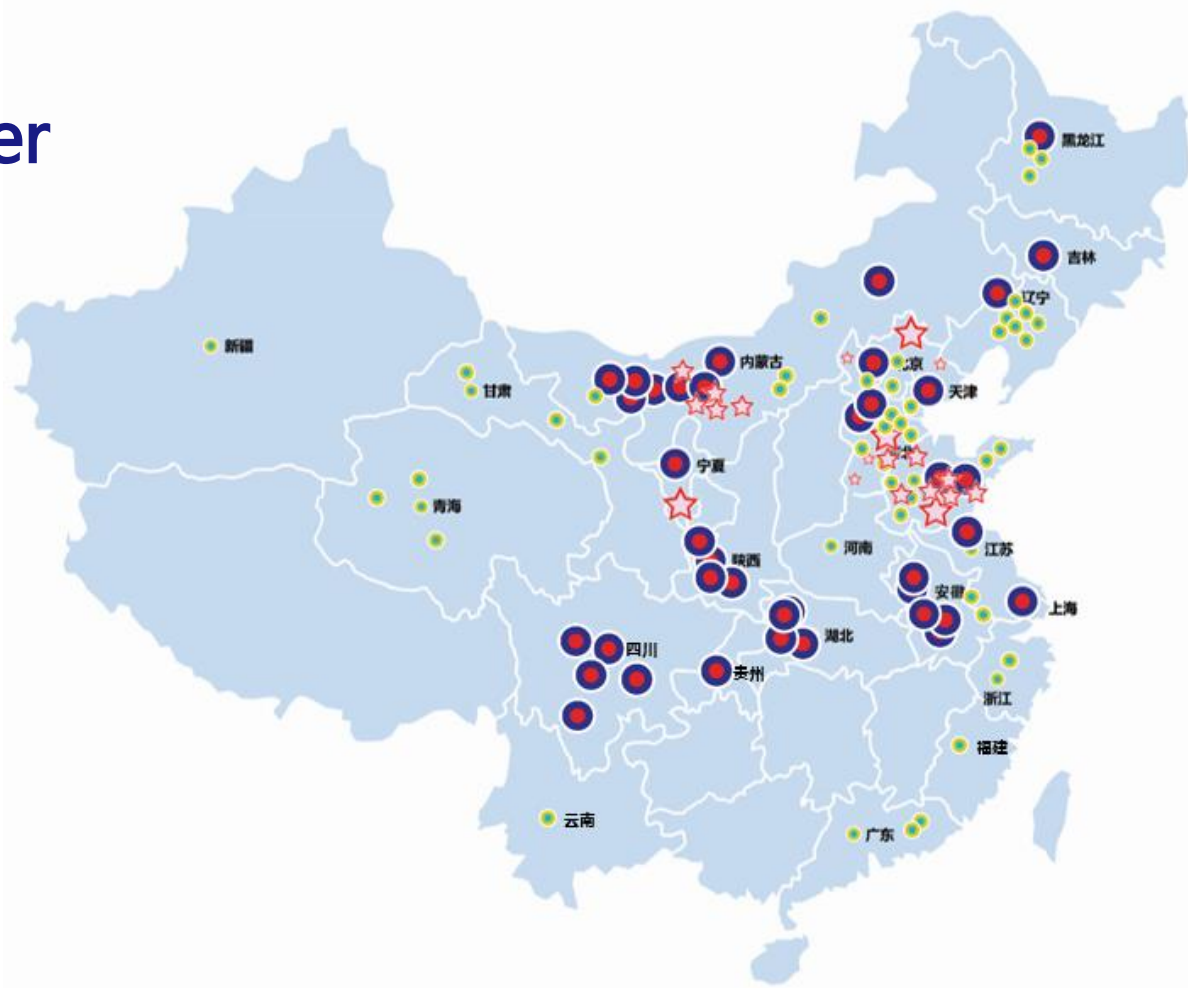 er
黑龙江
吉林
辽宁
新疆
内蒙古
北京
甘肃
天津
北
宁夏
青海
河南
江苏
陕西
安徽
上海
湖北
四川
贵州
浙江
福建
云南
广东